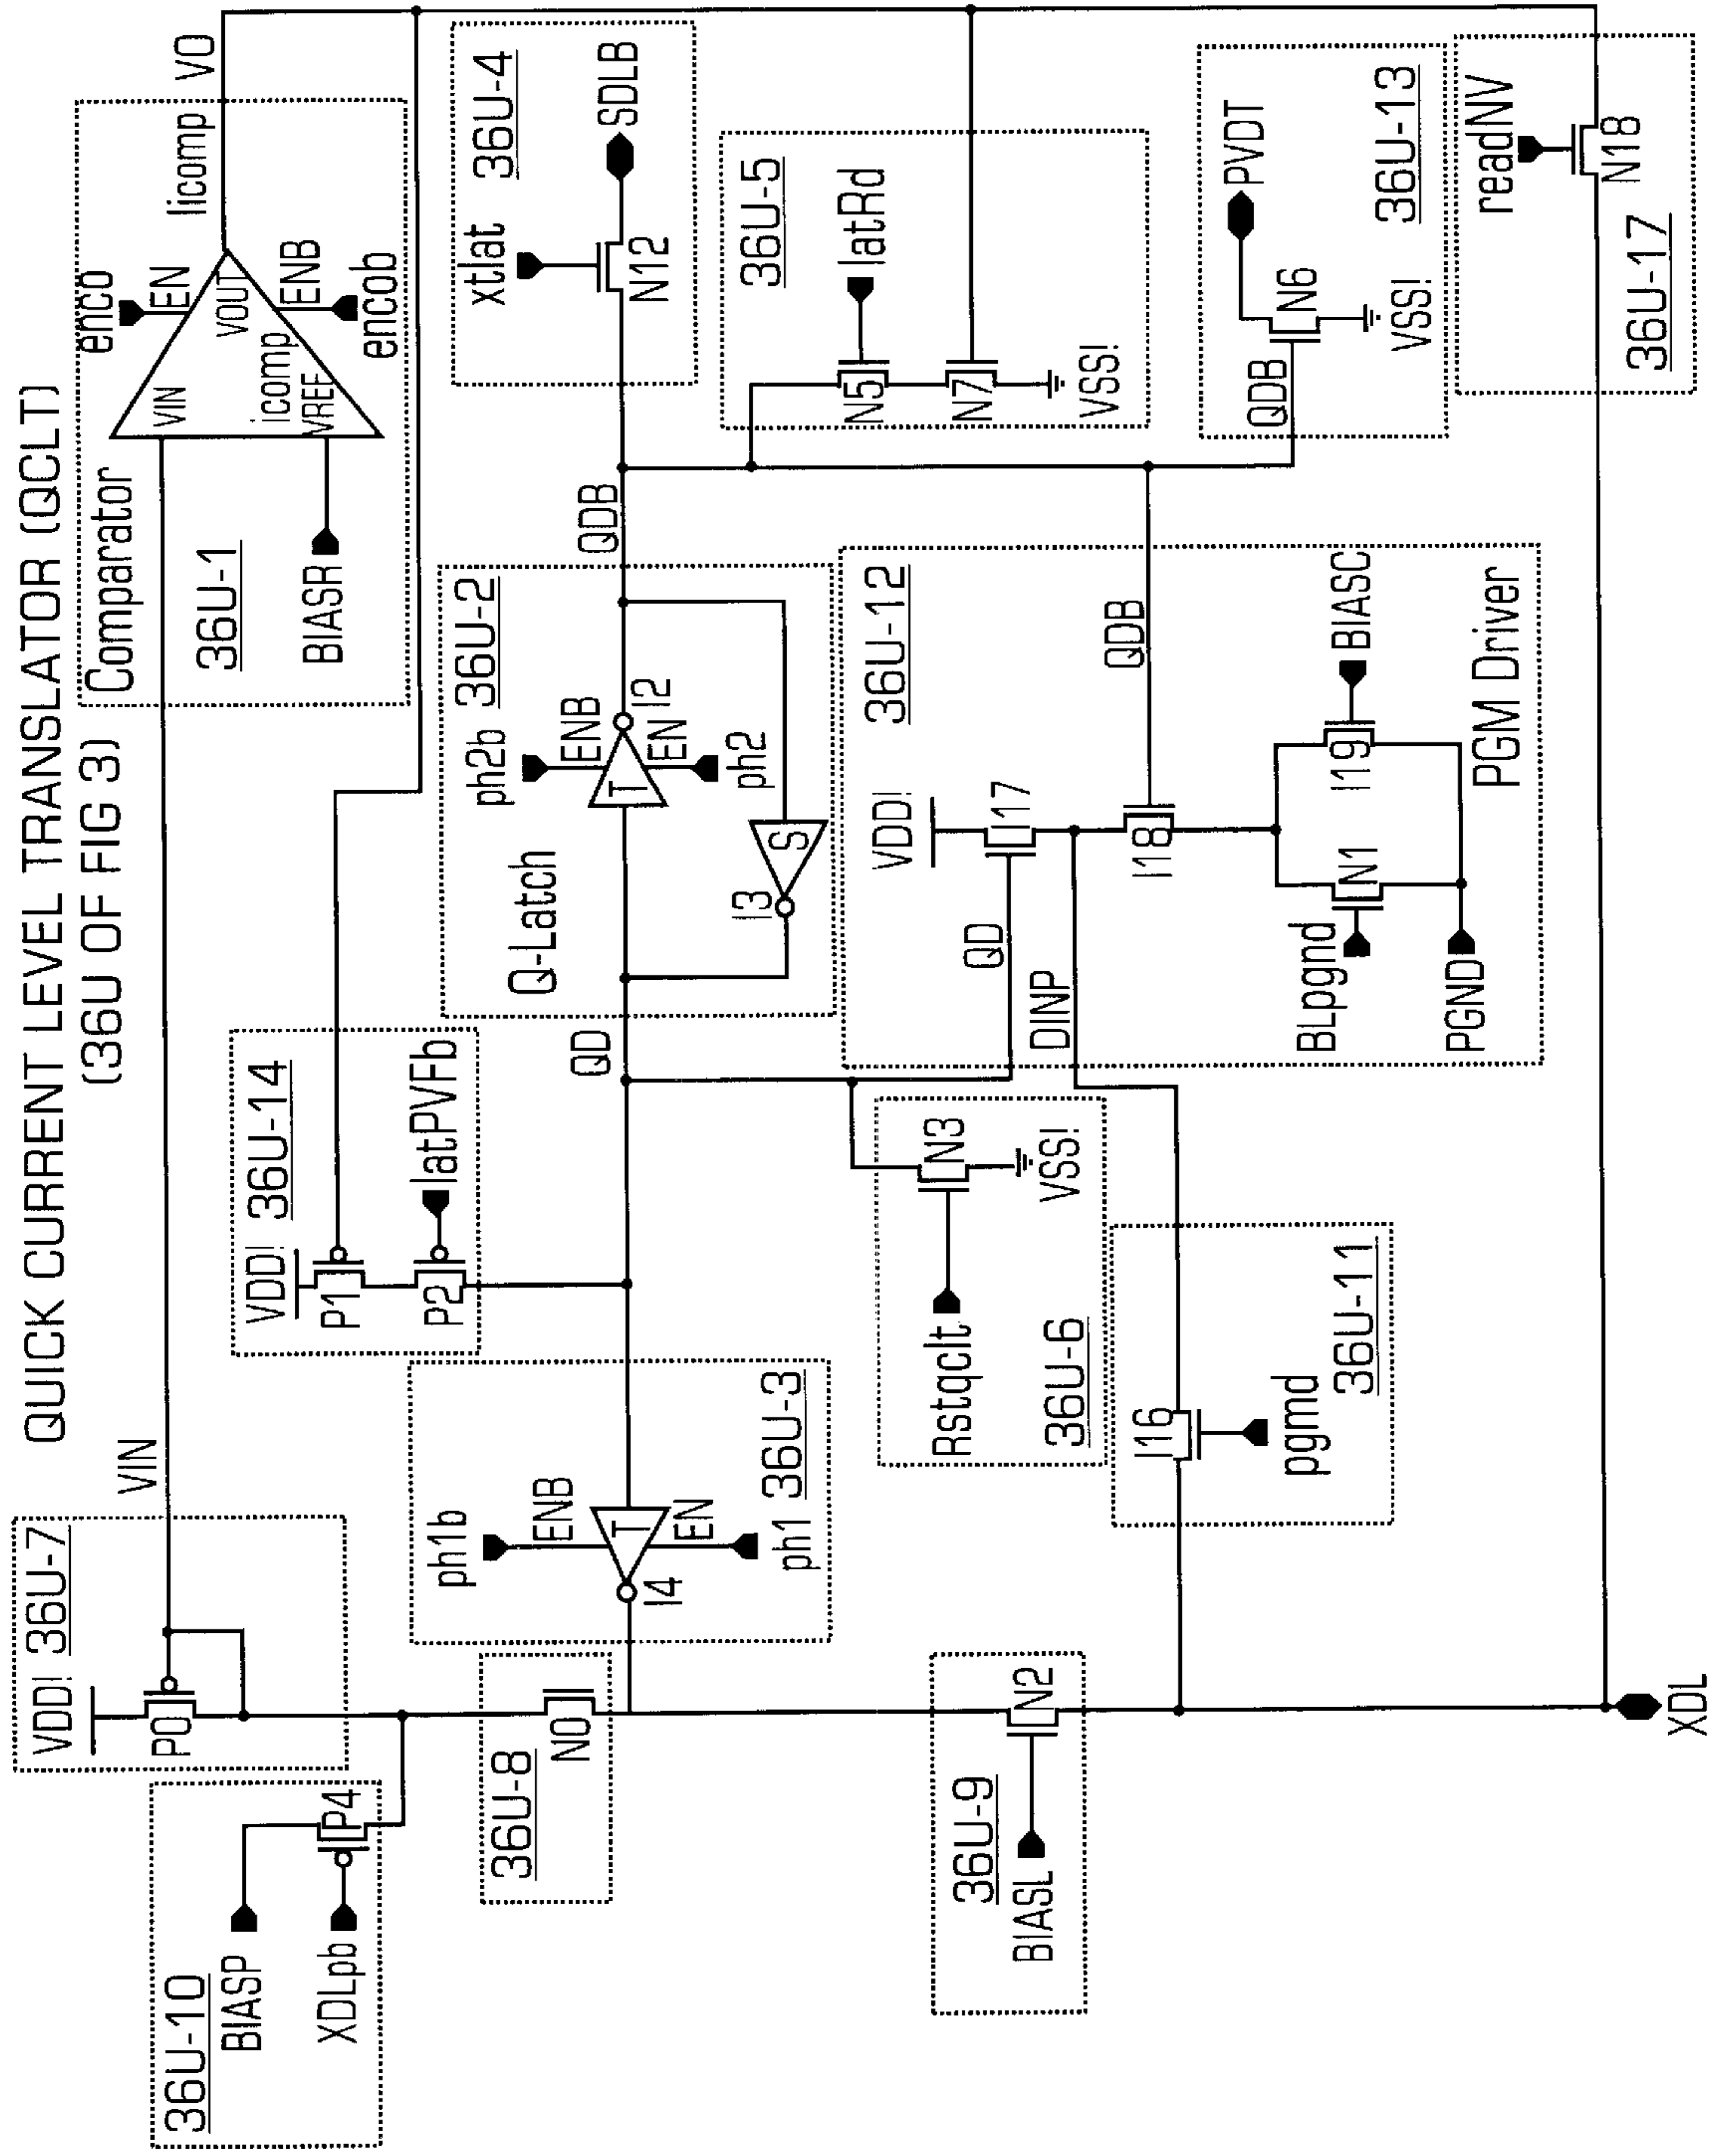 QUICK CURRENT LEVEL TRANSLATOR (QCLT)
(36U OF FIG 3)
36U-10
BIASP
XDLpb
P4
VDD!
36U-7
P0
VIN
36U-8
N0
36U-9
BIASL
N2
XDL
ph1b
ENB
T
I4
EN
ph1
36U-3
VDD!
36U-14
P1
P2
latPVFb
QD
Rstqclt
N3
VSS!
36U-6
I16
pgmd
36U-11
Comparator
36U-1
BIASR
VIN
icomp
VREF
VOUT
enco
EN
ENB
encob
Iicomp
VO
Q-Latch
ph2b
ENB
36U-2
T
I2
EN
ph2
I3
S
QDB
xtlat
36U-4
N12
SDLB
36U-5
N5
latRd
N7
VSS!
36U-12
VDD!
I17
QD
DINP
I18
QDB
BLpgnd
N1
I19
BIASC
PGND
PGM Driver
QDB
N6
PVDT
VSS!
36U-13
readNV
N18
36U-17